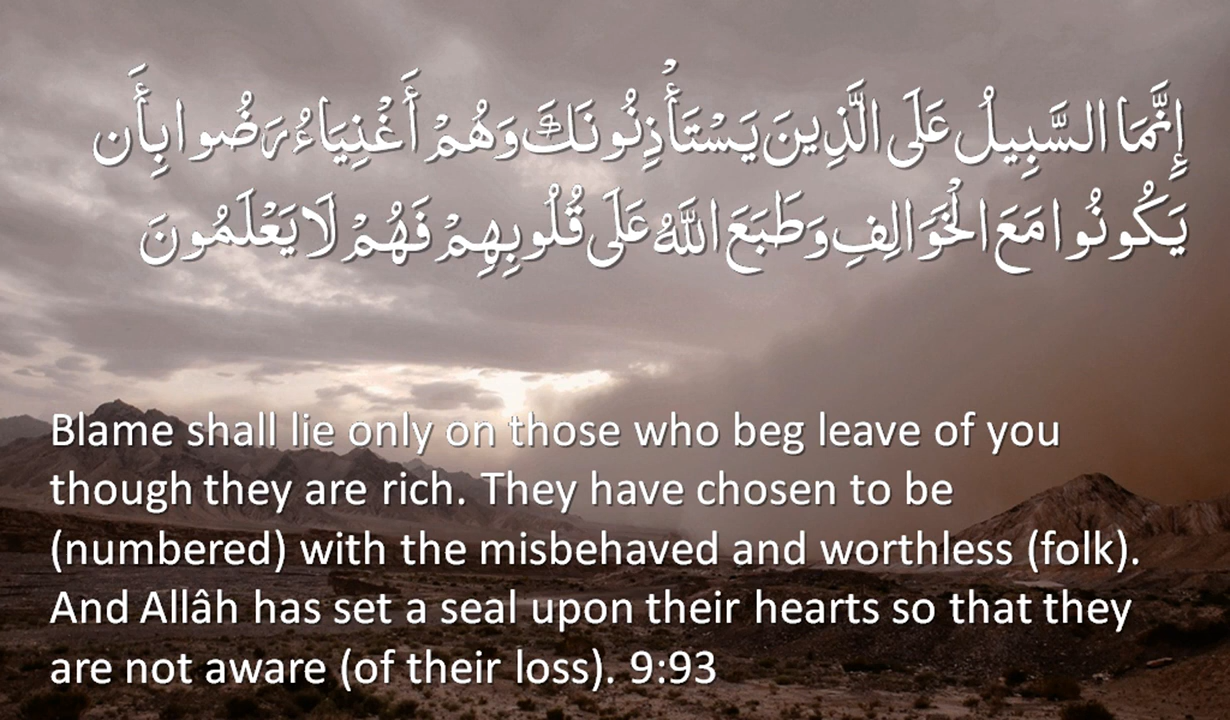 إِنَّمَا السَّبِيلُ عَلَى الَّذِينَ يَسْتَأْذِنُونَكَ وَهُمْ أَغْنِيَاءُ رَضُوا بِأَن
يَكُونُوا مَعَ الْخَوَالِفِ وَطَبَعَ اللَّهُ عَلَى قُلُوبِهِمْ فَهُمْ لَا يَعْلَمُونَ
Blame shall lie only on those who beg leave of you
though they are rich. They have chosen to be
(numbered) with the misbehaved and worthless (folk).
And Allâh has set a seal upon their hearts so that they
are not aware (of their loss). 9:93